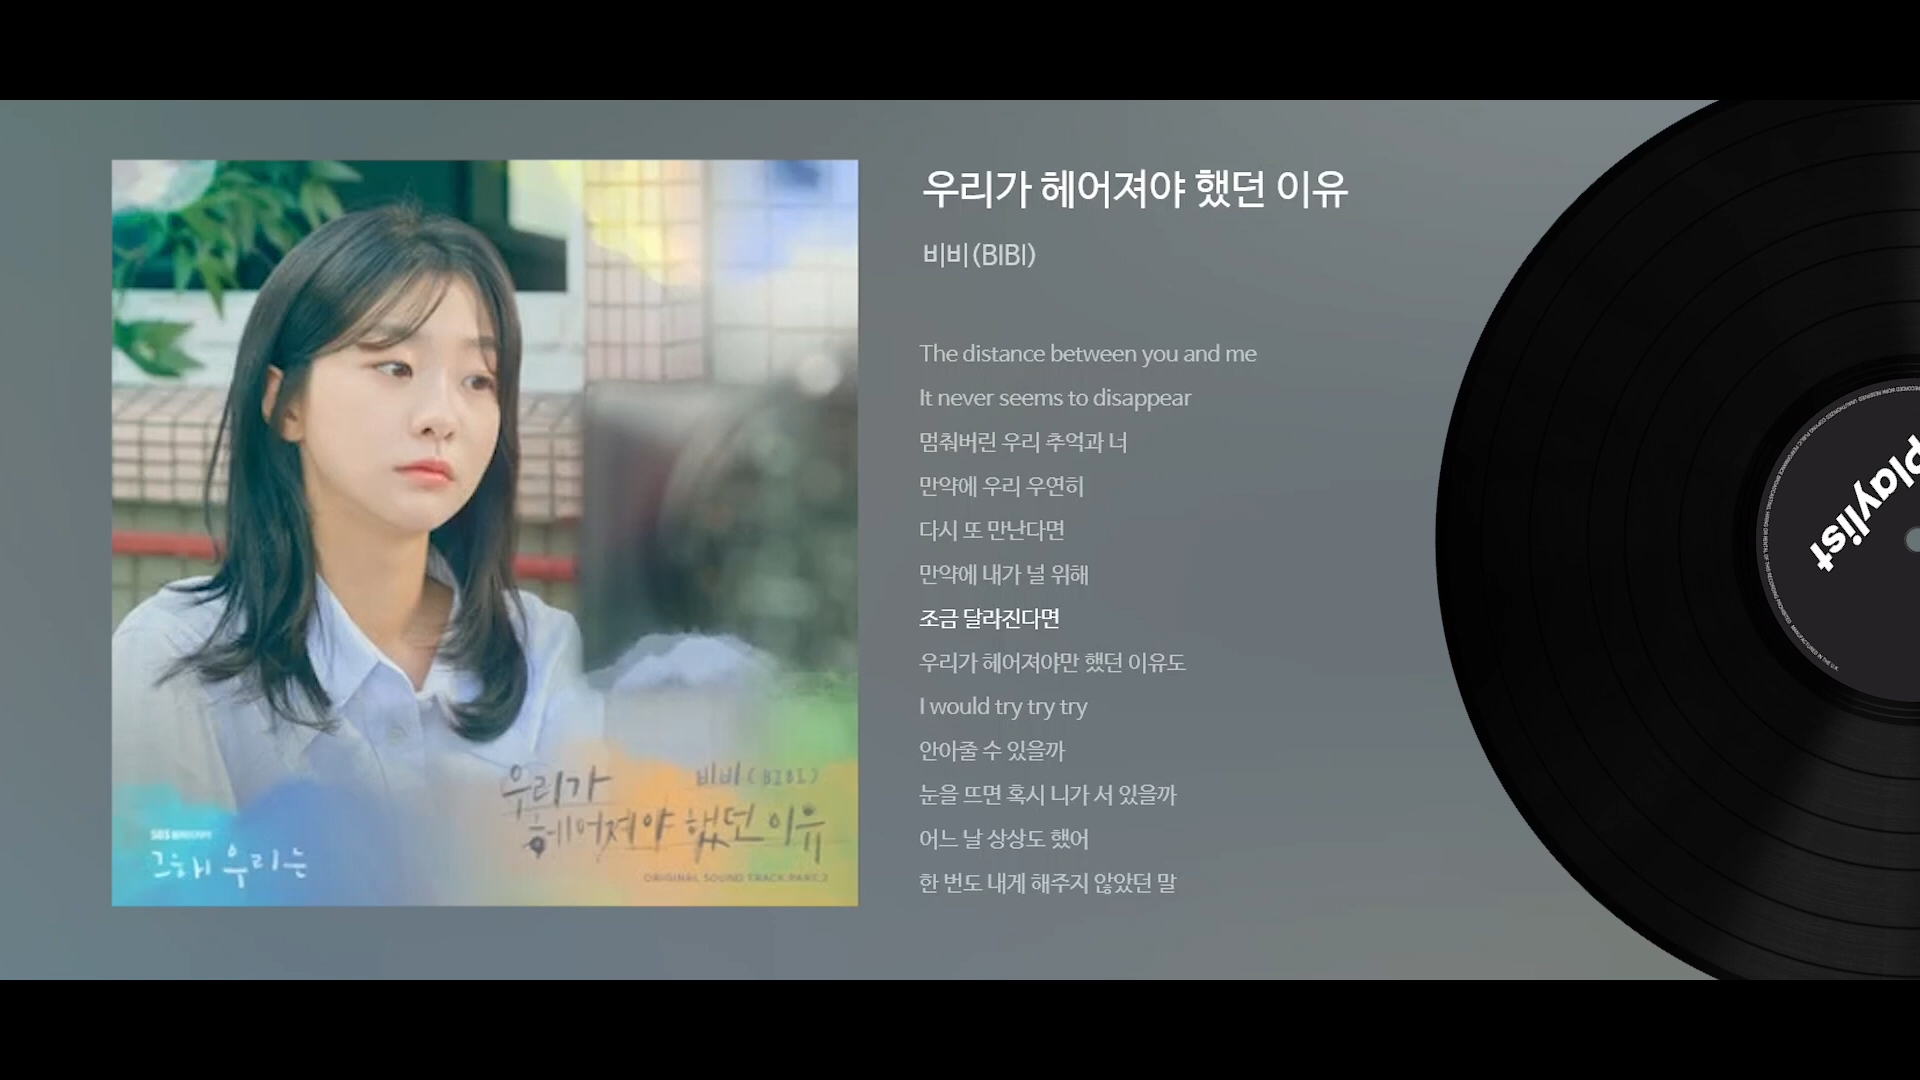 우리가 헤어져야 했던 이유
비비(BIBI)
The distance between you and me
It never seems to disappear
멈춰버린 우리 추억과 너
만약에 우리 우연히
다시 또 만난다면
만약에 내가 널 위해
조금 달라진다면
우리가 헤어져야만 했던 이유도
I would try try try
안아줄 수 있을까
눈을 뜨면 혹시 니가 서 있을까
어느 날 상상도 했어
한 번도 내게 해주지 않았던 말
우리가
비비(BIBI)
헤어져야 했던 이유
ORIGINAL SOUND TRACK PART.2
SBS
그 해 우리는
playlist